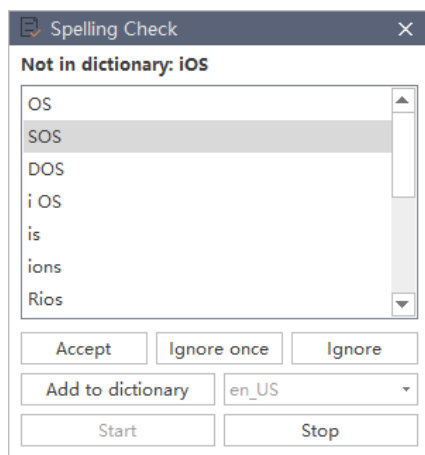 Spelling Check
Not in dictionary: iOS
OS
SOS
DOS
i OS
is
ions
Rios
Accept Ignore once Ignore
Add to dictionary en_US
Start Stop